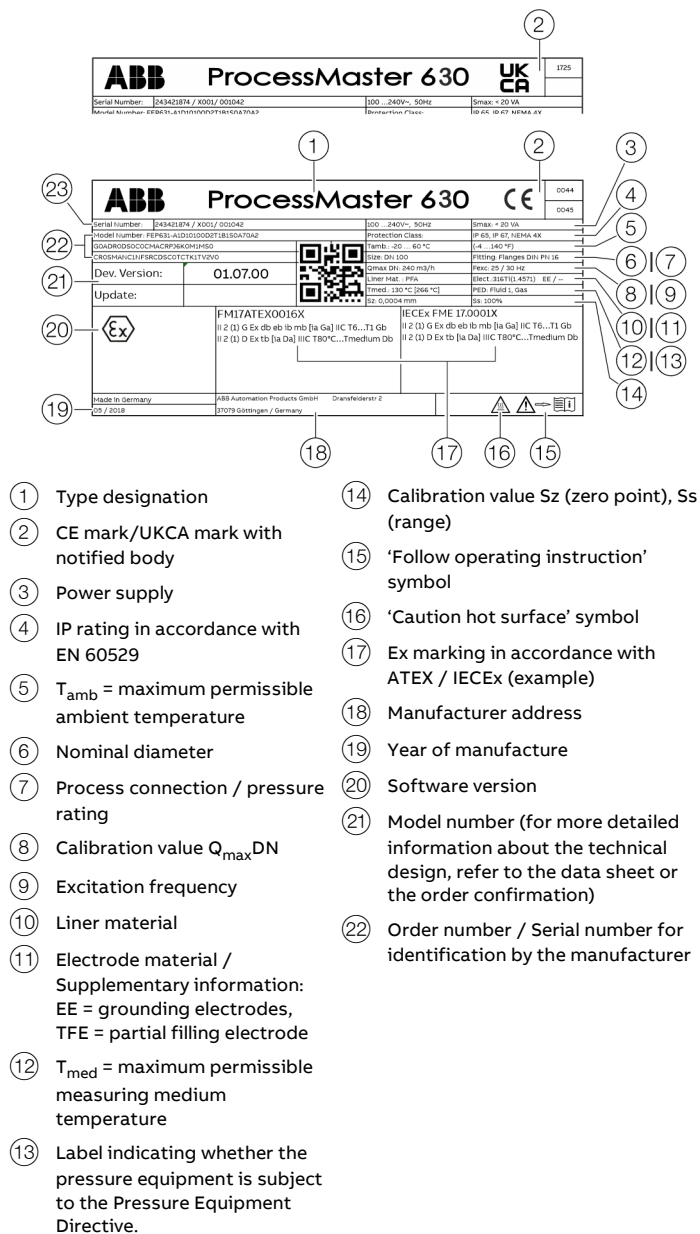 2
ABB ProcessMaster 630 UK CA 1725
Serial Number: 243421874 / X001/ 001042 100 ...240V~, 50Hz Smax: < 20 VA
Model Number: FEP631-A1D10100D2T1B1S0A70A2 Protection Class: IP 65, IP 67, NEMA 4X
1 2 3
23 ABB ProcessMaster 630 CE 0044 4
0045 5
Serial Number: 243421874 / X001/ 001042 100 ...240V~, 50Hz Smax: < 20 VA
22 Model Number: FEP631-A1D10100D2T1B1S0A70A2 Protection Class: IP 65, IP 67, NEMA 4X
Tamb.: -20 ... 60 °C (-4 ...140 °F)
Size: DN 100 Fitting: Flanges DIN PN 16 6 | 7
21 Dev. Version: 01.07.00 Qmax DN: 240 m3/h Fexc: 25 / 30 Hz 8 | 9
Liner Mat. : PFA Elect.:316Ti(1.4571) EE / -- 10 | 11
Update: Tmed.: 130 °C [266 °C] PED: Fluid 1, Gas 12 | 13
Sz: 0,0004 mm Ss: 100% 14
20 Ex FM17ATEX0016X IECEx FME 17.0001X
II 2 (1) G Ex db eb ib mb [ia Ga] IIC T6...T1 Gb II 2 (1) G Ex db eb ib mb [ia Ga] IIC T6...T1 Gb
II 2 (1) D Ex tb [ia Da] IIIC T80°C...Tmedium Db II 2 (1) D Ex tb [ia Da] IIIC T80°C...Tmedium Db
Made in Germany ABB Automation Products GmbH Dransfelderstr 2
19 05 / 2018 37079 Göttingen / Germany
18 17 16 15
1 Type designation
2 CE mark/UKCA mark with
notified body
3 Power supply
4 IP rating in accordance with
EN 60529
5 Tamb = maximum permissible
ambient temperature
6 Nominal diameter
7 Process connection / pressure
rating
8 Calibration value QmaxDN
9 Excitation frequency
10 Liner material
11 Electrode material /
Supplementary information:
EE = grounding electrodes,
TFE = partial filling electrode
12 Tmed = maximum permissible
measuring medium
temperature
13 Label indicating whether the
pressure equipment is subject
to the Pressure Equipment
Directive.
14 Calibration value Sz (zero point), Ss
(range)
15 ‘Follow operating instruction’
symbol
16 ‘Caution hot surface’ symbol
17 Ex marking in accordance with
ATEX / IECEx (example)
18 Manufacturer address
19 Year of manufacture
20 Software version
21 Model number (for more detailed
information about the technical
design, refer to the data sheet or
the order confirmation)
22 Order number / Serial number for
identification by the manufacturer